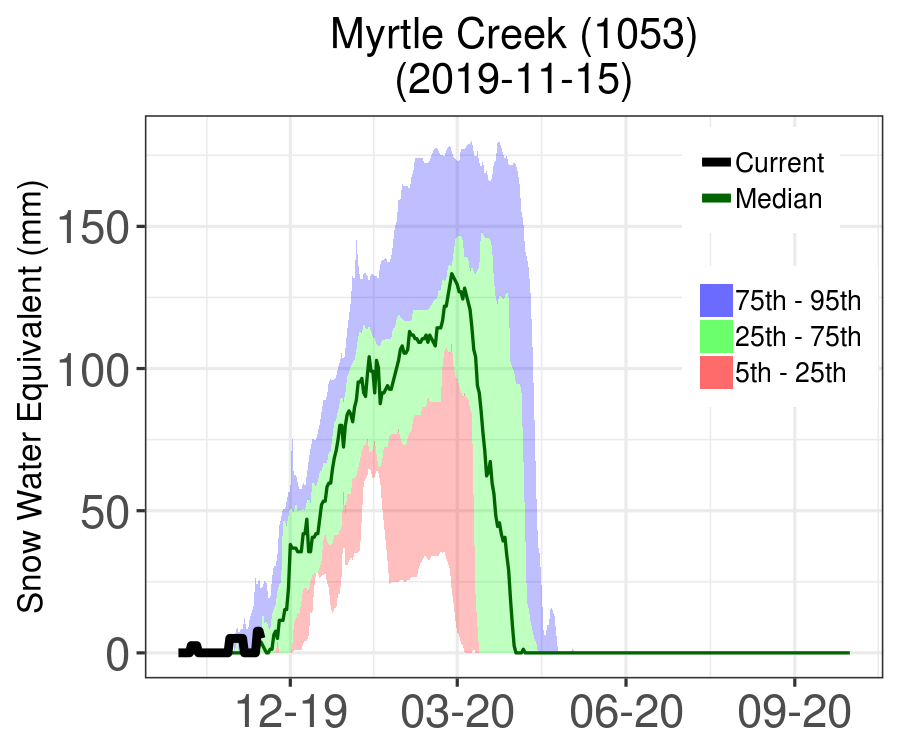 Myrtle Creek (1053)
(2019-11-15)
Snow Water Equivalent (mm)
150
100
50
0
12-19
03-20
06-20
09-20
Current
Median
75th - 95th
25th - 75th
5th - 25th